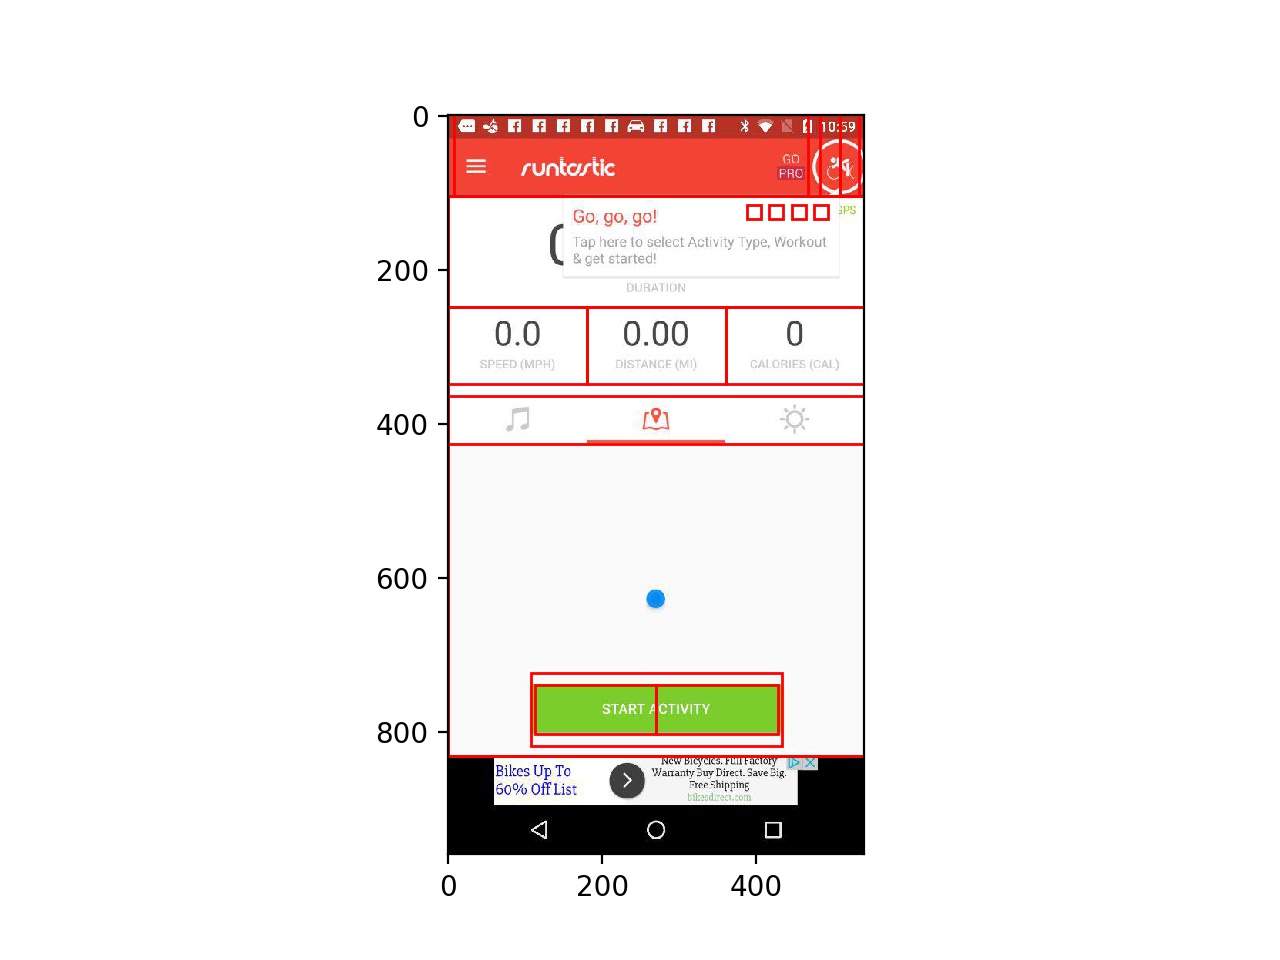 0
10:59
runtastic
GO
PRO
GPS
Go, go, go!
Tap here to select Activity Type, Workout
& get started!
200
DURATION
0.0
0.00
0
SPEED (MPH)
DISTANCE (MI)
CALORIES (CAL)
400
600
START ACTIVITY
800
Bikes Up To
60% Off List
New Bicycles. Full Factory
Warranty Buy Direct. Save Big.
Free Shipping
bikesdirect.com
0
200
400